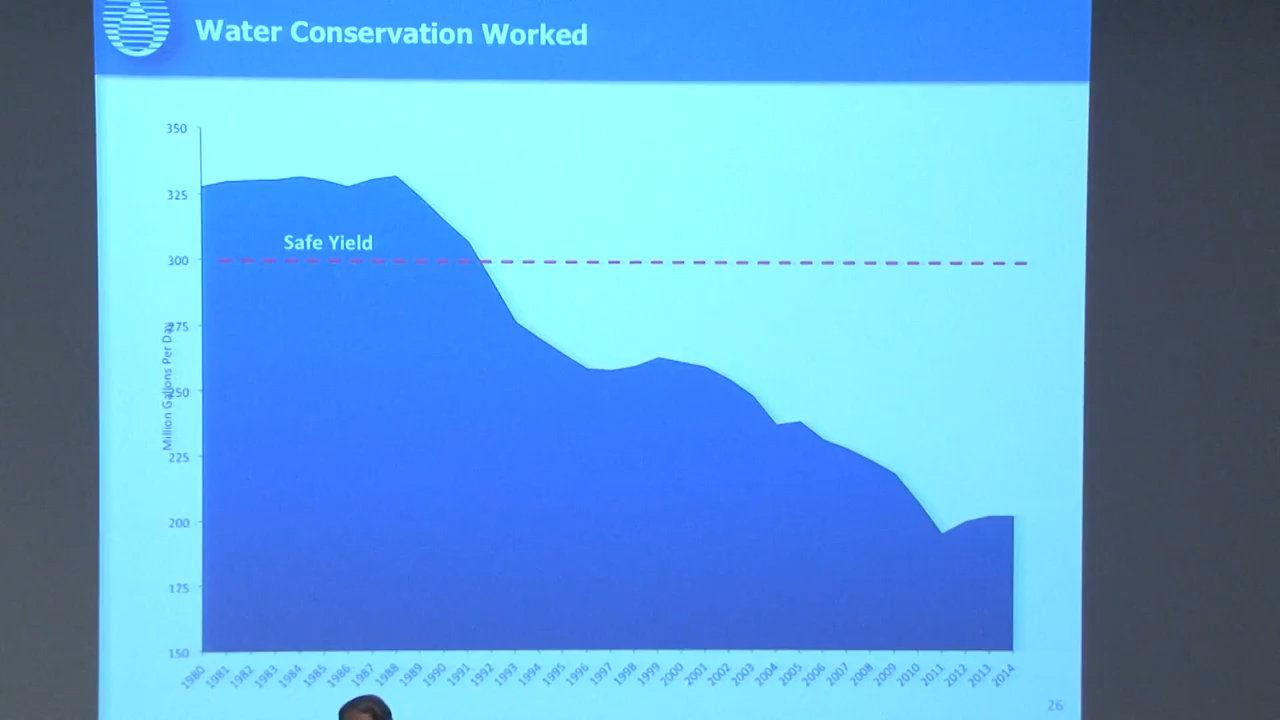 Water Conservation Worked
350
325
300
275
250
225
200
175
150
Million Gallons Per Day
Safe Yield
1980 1981 1982 1983 1984 1985 1986 1987 1988 1989 1990 1991 1992 1993 1994 1995 1996 1997 1998 1999 2000 2001 2002 2003 2004 2005 2006 2007 2008 2009 2010 2011 2012 2013 2014
26